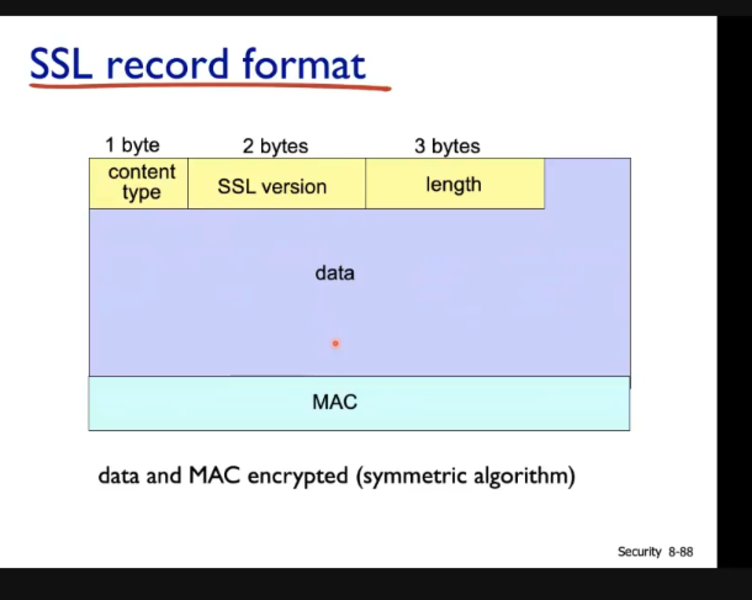 SSL record format
1 byte 2 bytes 3 bytes
content
type
SSL version
length
data
MAC
data and MAC encrypted (symmetric algorithm)
Security 8-88